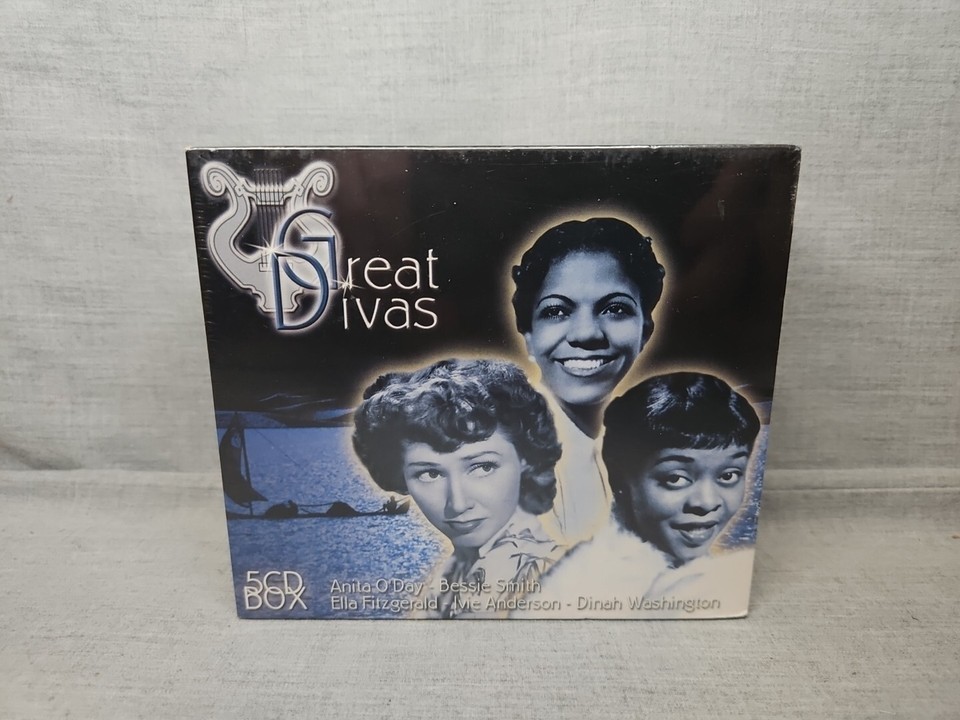 Great
Divas
5CD
BOX
Anita O'Day - Bessie Smith
Ella Fitzgerald - Ivie Anderson - Dinah Washington